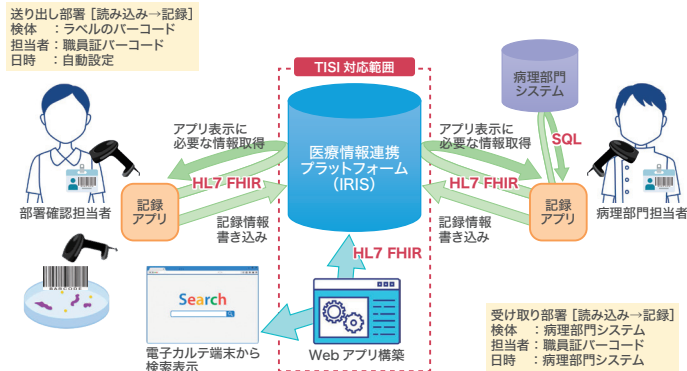 送り出し部署［読み込み→記録］
検体　：ラベルのバーコード
担当者：職員証バーコード
日時　：自動設定
TISI 対応範囲
病理部門
システム
アプリ表示に
必要な情報取得
医療情報連携
プラットフォーム
（IRIS）
アプリ表示に
必要な情報取得
SQL
HL7 FHIR
HL7 FHIR
部署確認担当者
記録
アプリ
記録
アプリ
病理部門担当者
記録情報
書き込み
記録情報
書き込み
HL7 FHIR
BARCODE
Search
電子カルテ端末から
検索表示
Web アプリ構築
受け取り部署［読み込み→記録］
検体　：病理部門システム
担当者：職員証バーコード
日時　：病理部門システム